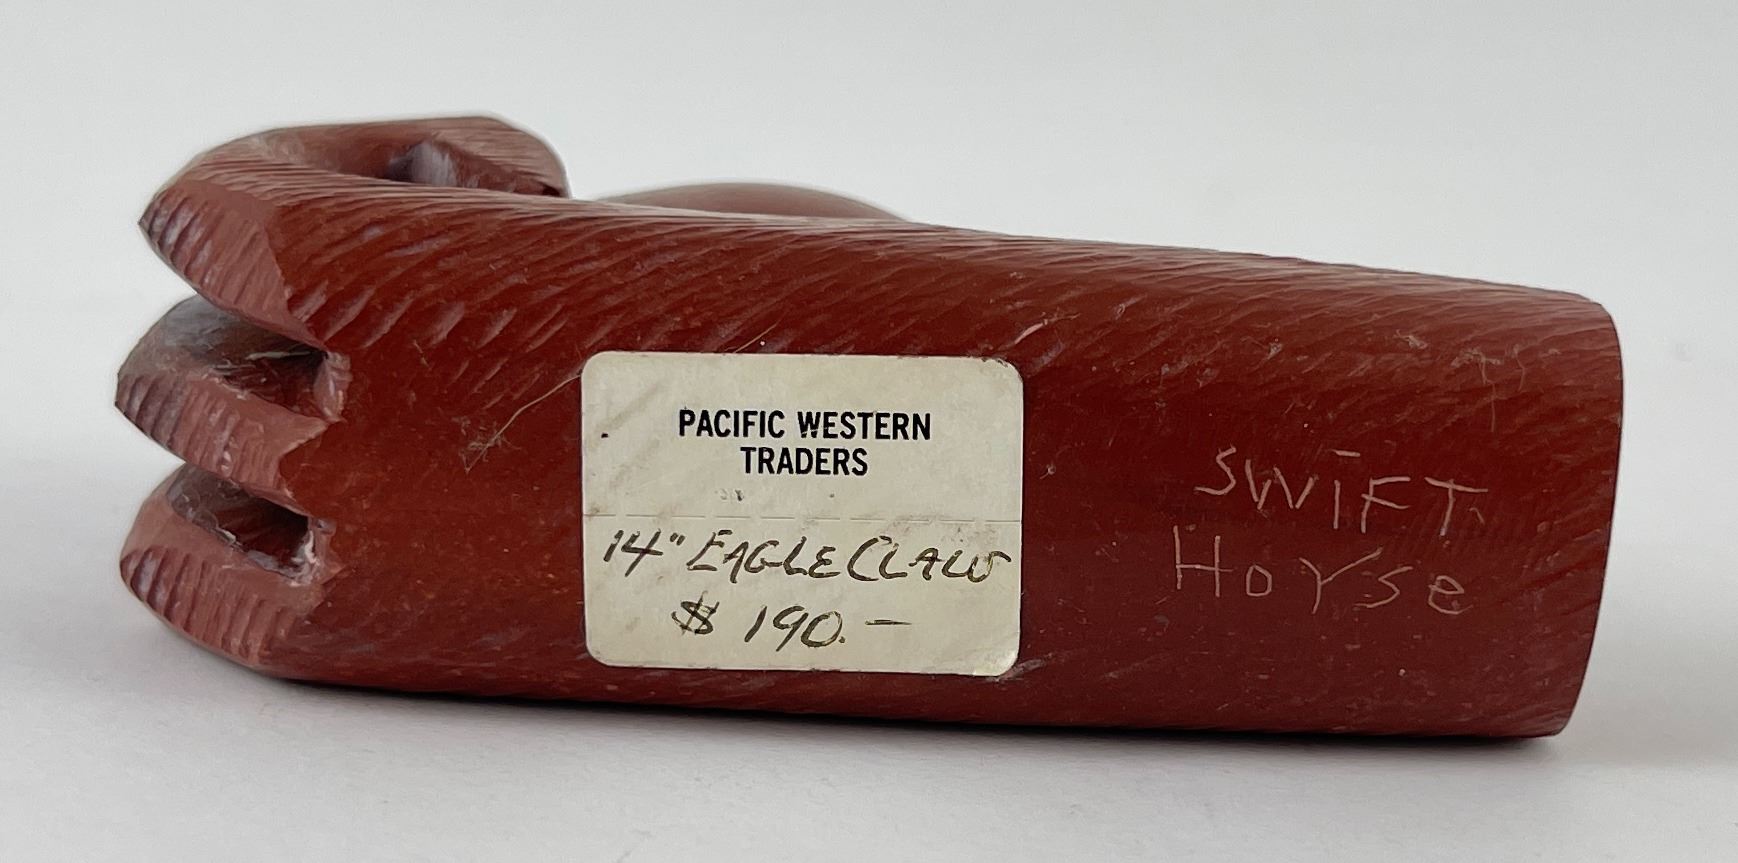 PACIFIC WESTERN
TRADERS
14" EAGLE CLAW
$ 190.—
SWIFT
HorSe